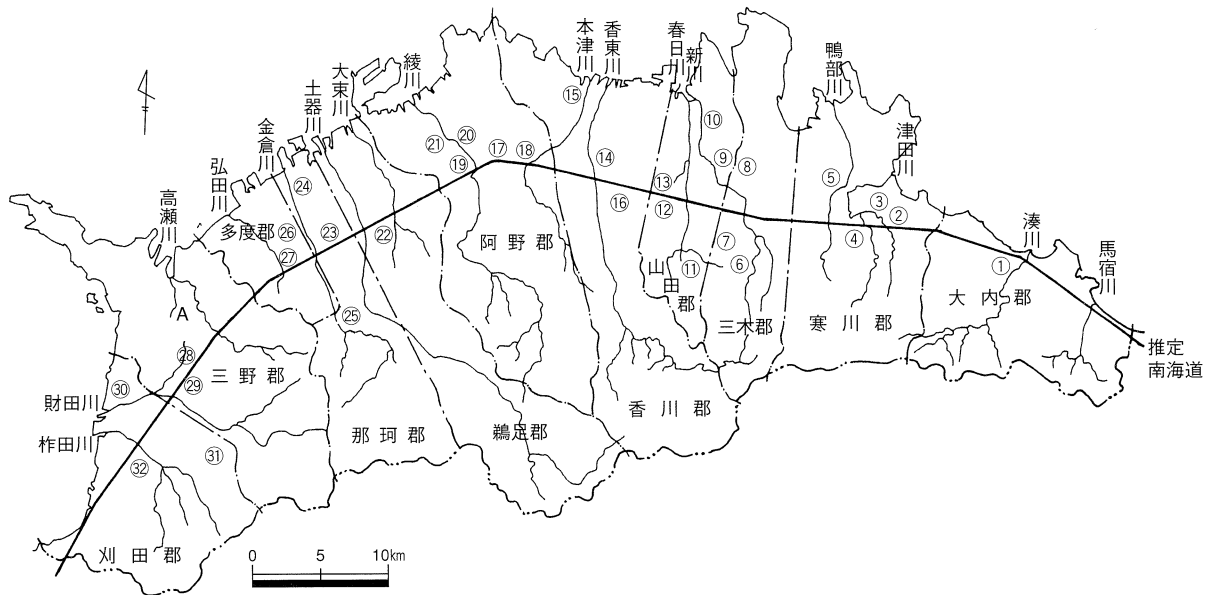 本津川
香東川
春日川
新川
鴨部川
津田川
湊川
馬宿川
綾川
大束川
土器川
金倉川
弘田川
高瀬川
⑮
⑩
⑳
㉑
⑰
⑱
⑲
⑭
⑨
⑧
⑬
⑫
⑯
⑤
③
②
④
㉔
多度郡
㉖
㉓
㉒
㉗
阿野郡
⑦
⑥
⑪
山田郡
①
大内郡
A
㉕
三木郡
寒川郡
推定
南海道
㉘
㉙
三野郡
㉚
財田川
香川郡
柞田川
那珂郡
鵜足郡
㉛
㉜
刈田郡
0 5 10km